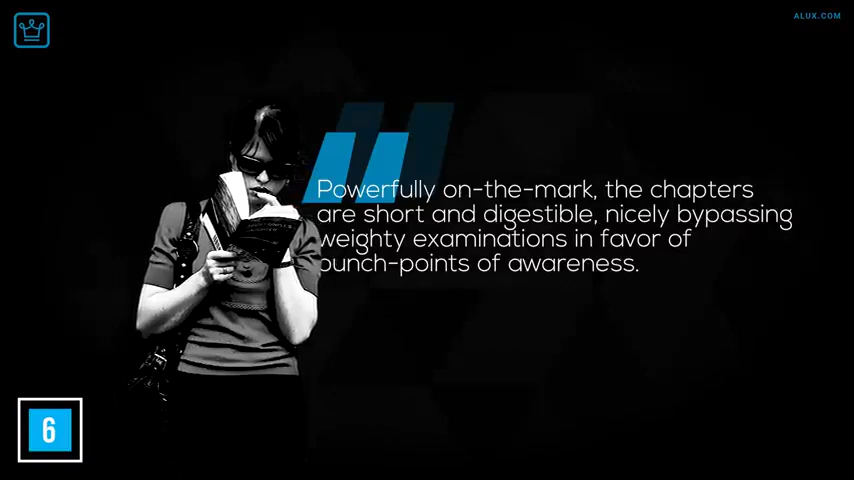 ALUX.COM
Powerfully on-the-mark, the chapters
are short and digestible, nicely bypassing
weighty examinations in favor of
punch-points of awareness.
6